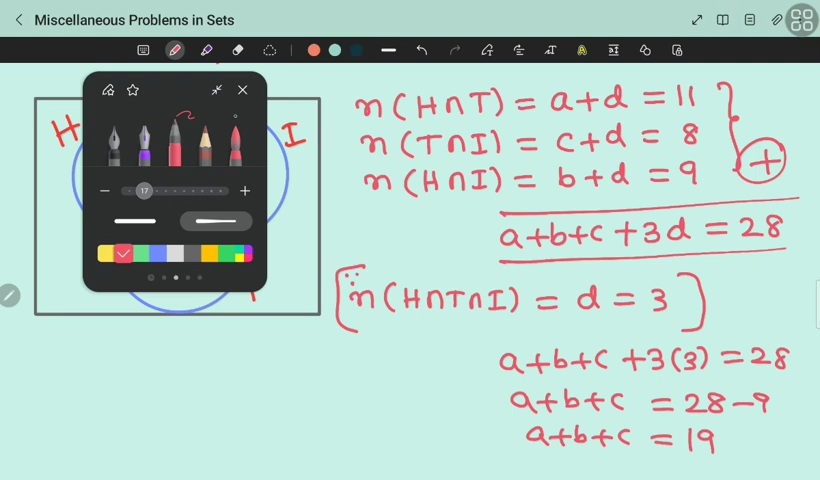 Miscellaneous Problems in Sets
H
I
17
n(H∩T) = a+d = 11
n(T∩I) = c+d = 8
n(H∩I) = b+d = 9
+
a+b+c+3d = 28
[∵ n(H∩T∩I) = d = 3]
a+b+c+3(3) = 28
a+b+c = 28-9
a+b+c = 19